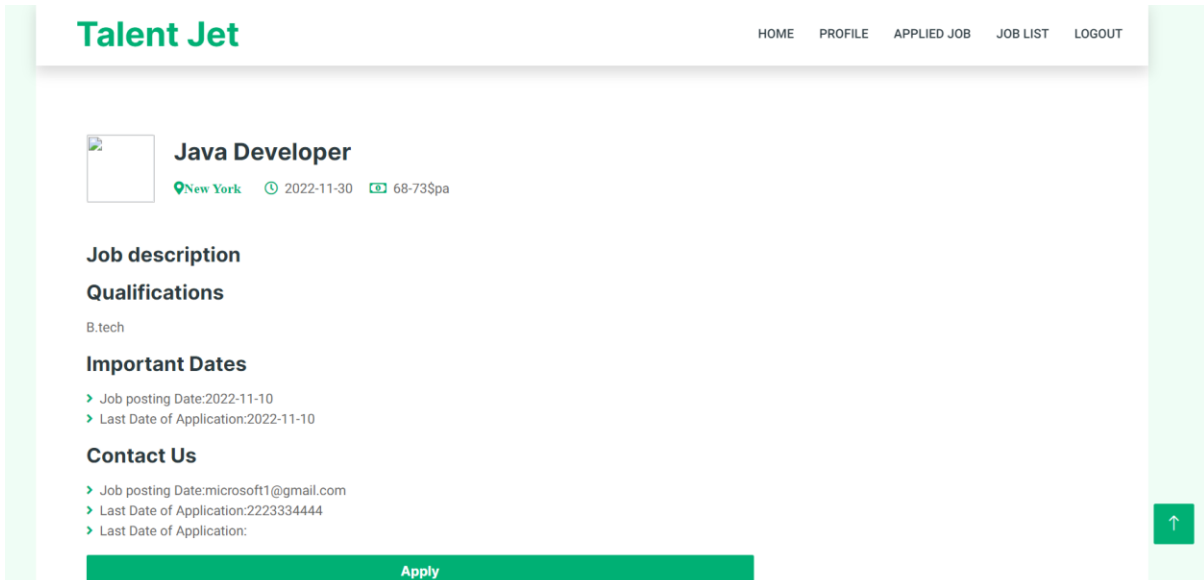 Talent Jet
HOME PROFILE APPLIED JOB JOB LIST LOGOUT
Java Developer
New York 2022-11-30 68-73$pa
Job description
Qualifications
B.tech
Important Dates
Job posting Date:2022-11-10
Last Date of Application:2022-11-10
Contact Us
Job posting Date:microsoft1@gmail.com
Last Date of Application:2223334444
Last Date of Application:
Apply